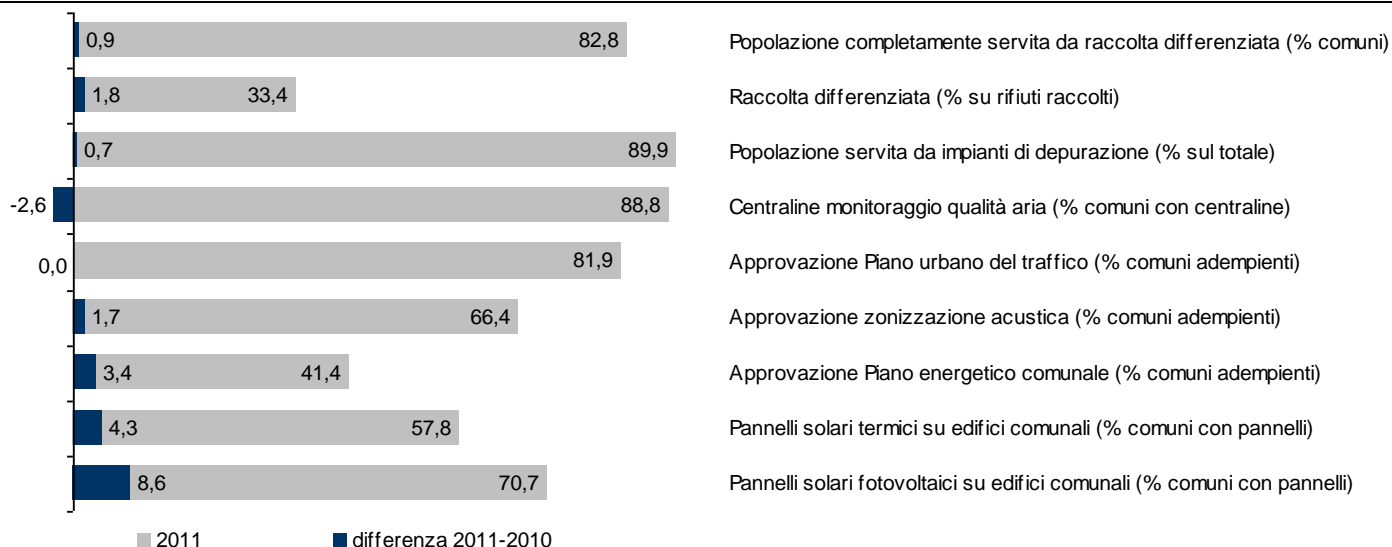 0,9 82,8 Popolazione completamente servita da raccolta differenziata (% comuni)
1,8 33,4 Raccolta differenziata (% su rifiuti raccolti)
0,7 89,9 Popolazione servita da impianti di depurazione (% sul totale)
-2,6 88,8 Centraline monitoraggio qualità aria (% comuni con centraline)
0,0 81,9 Approvazione Piano urbano del traffico (% comuni adempienti)
1,7 66,4 Approvazione zonizzazione acustica (% comuni adempienti)
3,4 41,4 Approvazione Piano energetico comunale (% comuni adempienti)
4,3 57,8 Pannelli solari termici su edifici comunali (% comuni con pannelli)
8,6 70,7 Pannelli solari fotovoltaici su edifici comunali (% comuni con pannelli)
2011 differenza 2011-2010